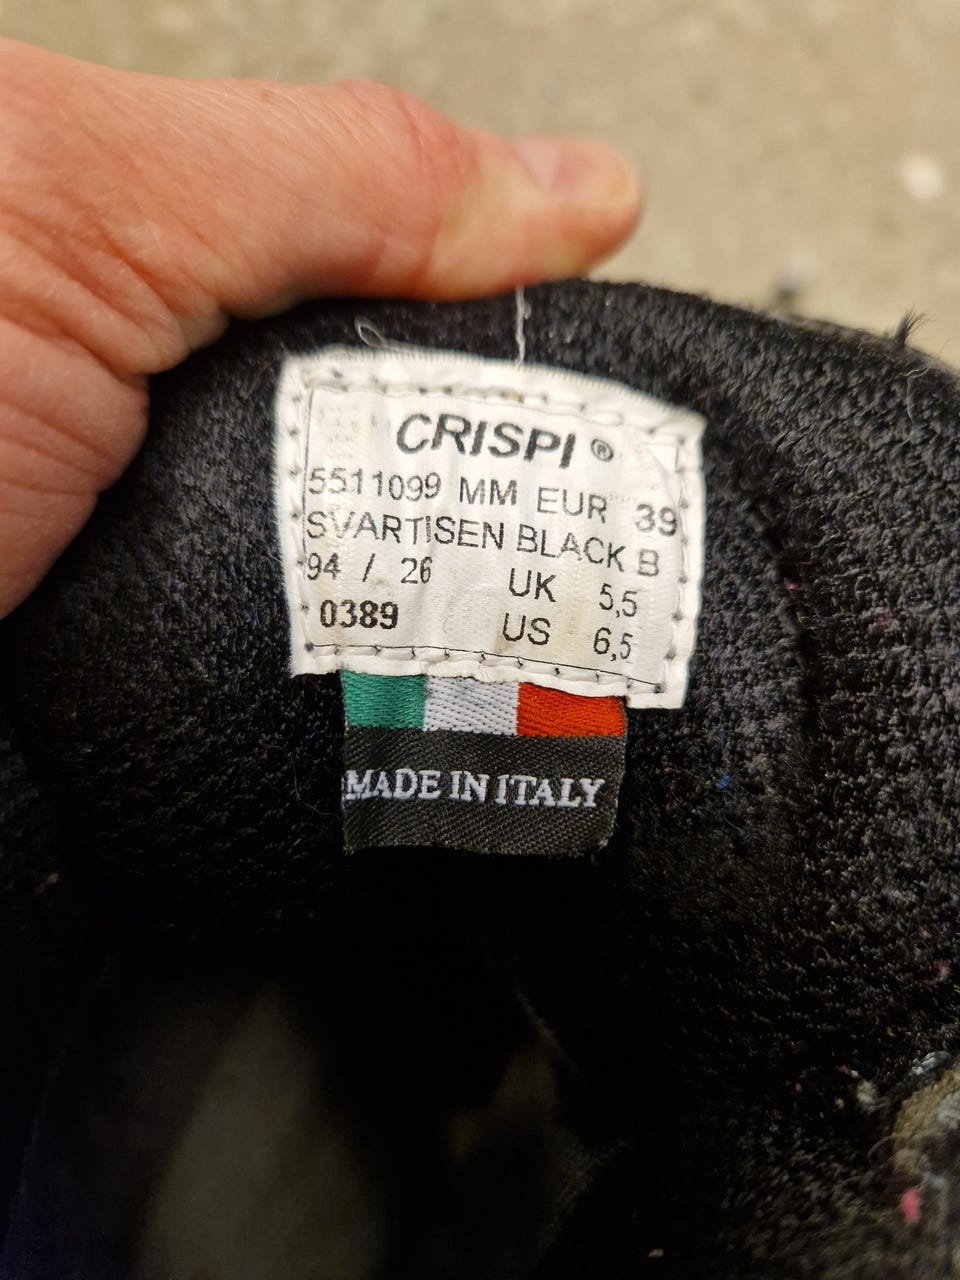 CRISPI ®
5511099 MM EUR 39
SVARTISEN BLACK B
94 / 26 UK 5,5
0389 US 6,5
MADE IN ITALY